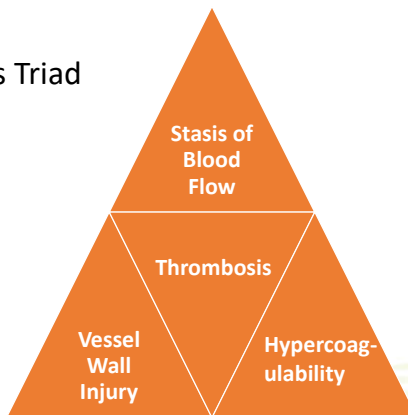 s Triad
Stasis of
Blood
Flow
Thrombosis
Vessel
Wall
Injury
Hypercoag-
ulability